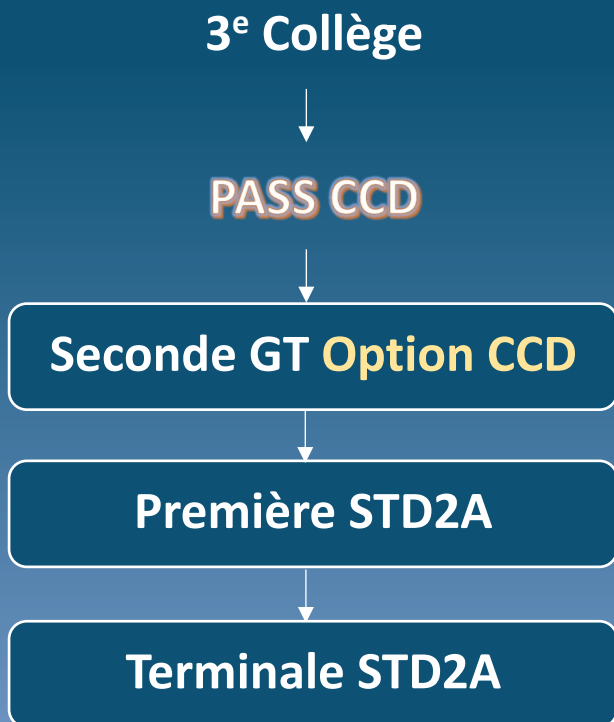 3e Collège
PASS CCD
Seconde GT Option CCD
Première STD2A
Terminale STD2A